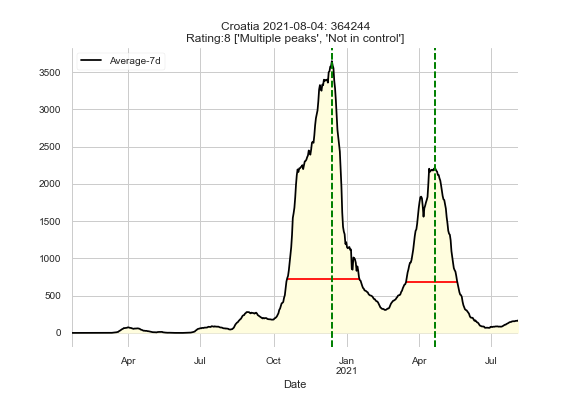 Croatia 2021-08-04: 364244
Rating:8 ['Multiple peaks', 'Not in control']
Average-7d
3500
3000
2500
2000
1500
1000
500
0
Apr Jul Oct Jan Apr Jul
2021
Date